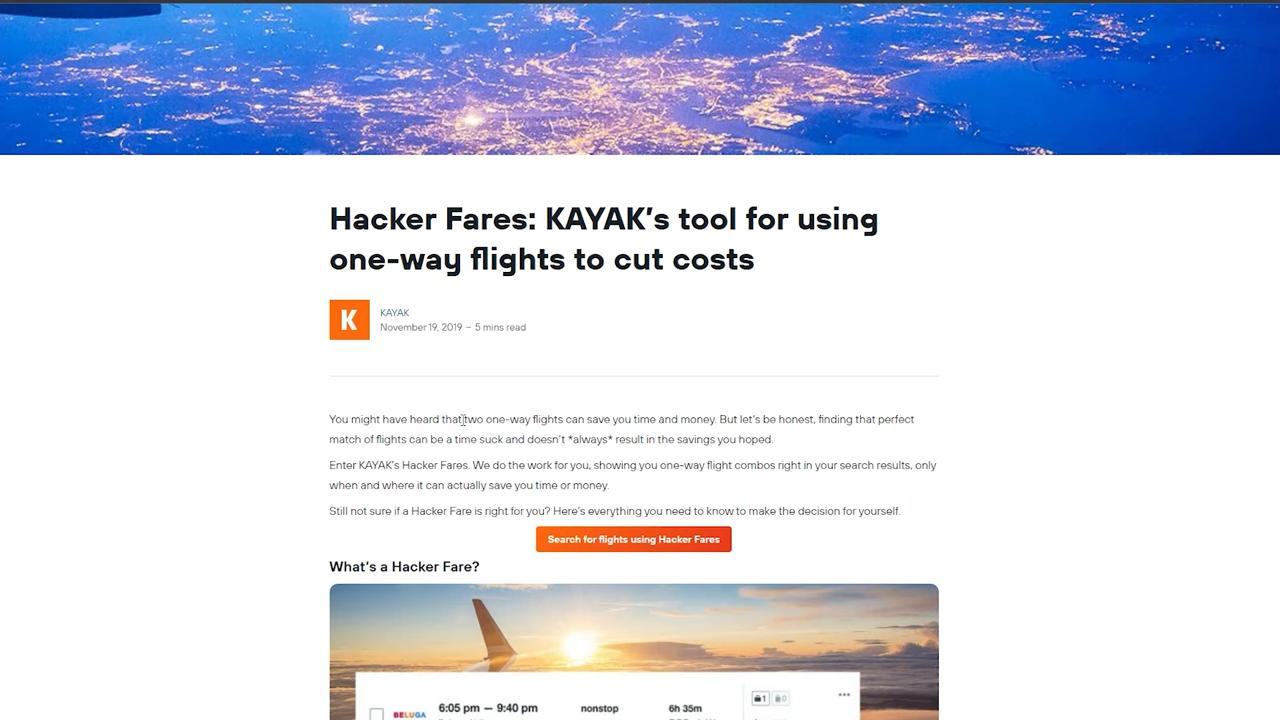 Hacker Fares: KAYAK's tool for using
one-way flights to cut costs
K
KAYAK
November 19, 2019 – 5 mins read
You might have heard that two one-way flights can save you time and money. But let's be honest, finding that perfect
match of flights can be a time suck and doesn't *always* result in the savings you hoped.
Enter KAYAK's Hacker Fares. We do the work for you, showing you one-way flight combos right in your search results, only
when and where it can actually save you time or money.
Still not sure if a Hacker Fare is right for you? Here's everything you need to know to make the decision for yourself.
Search for flights using Hacker Fares
What's a Hacker Fare?
1 0
BELUGA 6:05 pm – 9:40 pm nonstop 6h 35m